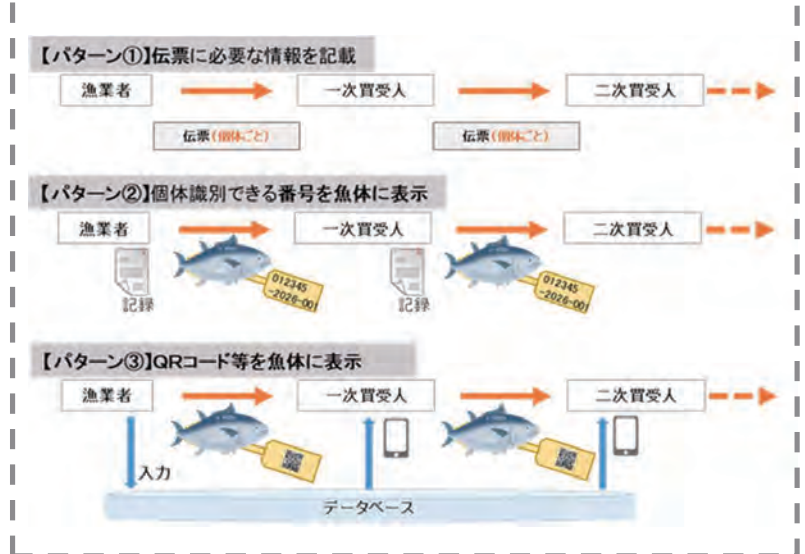 【パターン①】伝票に必要な情報を記載
漁業者 一次買受人 二次買受人
伝票(個体ごと) 伝票(個体ごと)
【パターン②】個体識別できる番号を魚体に表示
漁業者 一次買受人 二次買受人
012345
-2026-001
012345
-2026-001
記録 記録
【パターン③】QRコード等を魚体に表示
漁業者 一次買受人 二次買受人
入力
データベース